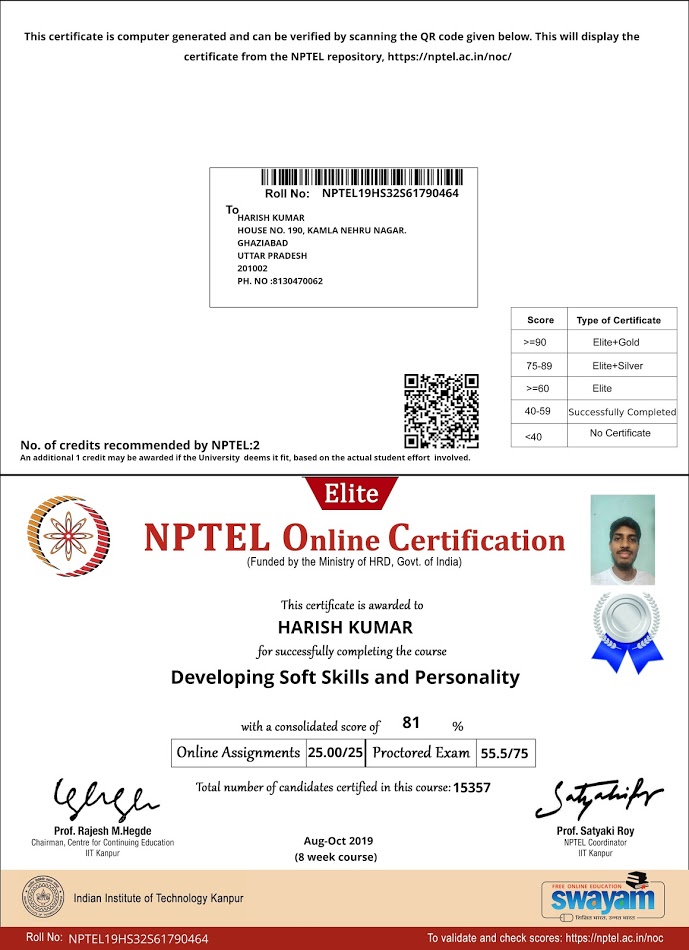 This certificate is computer generated and can be verified by scanning the QR code given below. This will display the
certificate from the NPTEL repository, https://nptel.ac.in/noc/
Roll No: NPTEL19HS32S61790464
To
HARISH KUMAR
HOUSE NO. 190, KAMLA NEHRU NAGAR.
GHAZIABAD
UTTAR PRADESH
201002
PH. NO :8130470062
Score Type of Certificate
>=90 Elite+Gold
75-89 Elite+Silver
>=60 Elite
40-59 Successfully Completed
<40 No Certificate
No. of credits recommended by NPTEL:2
An additional 1 credit may be awarded if the University deems it fit, based on the actual student effort involved.
Elite
NPTEL Online Certification
(Funded by the Ministry of HRD, Govt. of India)
This certificate is awarded to
HARISH KUMAR
for successfully completing the course
Developing Soft Skills and Personality
with a consolidated score of 81 %
Online Assignments 25.00/25 Proctored Exam 55.5/75
Total number of candidates certified in this course: 15357
Prof. Rajesh M.Hegde
Chairman, Centre for Continuing Education
IIT Kanpur
Aug-Oct 2019
(8 week course)
Prof. Satyaki Roy
NPTEL Coordinator
IIT Kanpur
Indian Institute of Technology Kanpur
FREE ONLINE EDUCATION
swayam
शिक्षित भारत, उन्नत भारत
Roll No: NPTEL19HS32S61790464
To validate and check scores: https://nptel.ac.in/noc